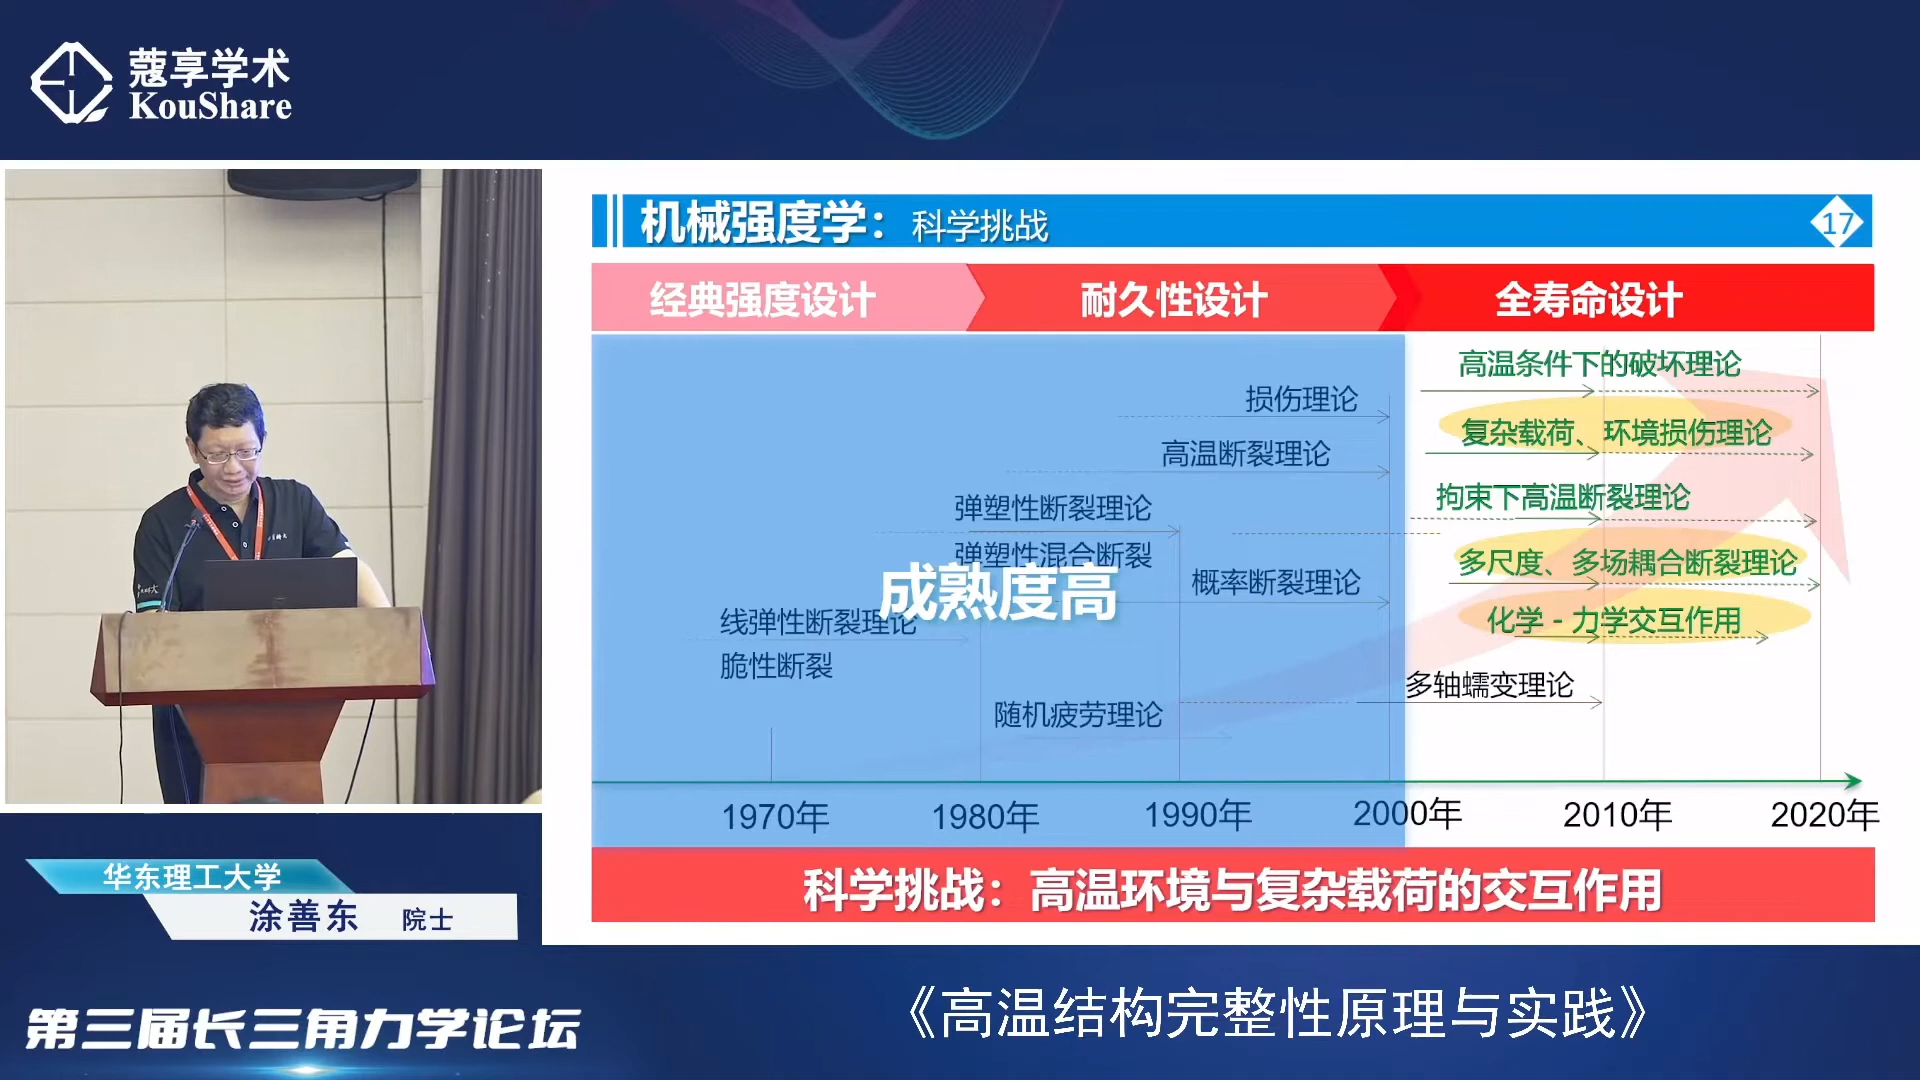 蔻享学术
KouShare
机械强度学：科学挑战
17
经典强度设计
耐久性设计
全寿命设计
高温条件下的破坏理论
损伤理论
复杂载荷、环境损伤理论
高温断裂理论
拘束下高温断裂理论
弹塑性断裂理论
弹塑性混合断裂
多尺度、多场耦合断裂理论
概率断裂理论
成熟度高
线弹性断裂理论
化学－力学交互作用
脆性断裂
多轴蠕变理论
随机疲劳理论
1970年
1980年
1990年
2000年
2010年
2020年
科学挑战：高温环境与复杂载荷的交互作用
华东理工大学
涂善东 院士
第三届长三角力学论坛
《高温结构完整性原理与实践》